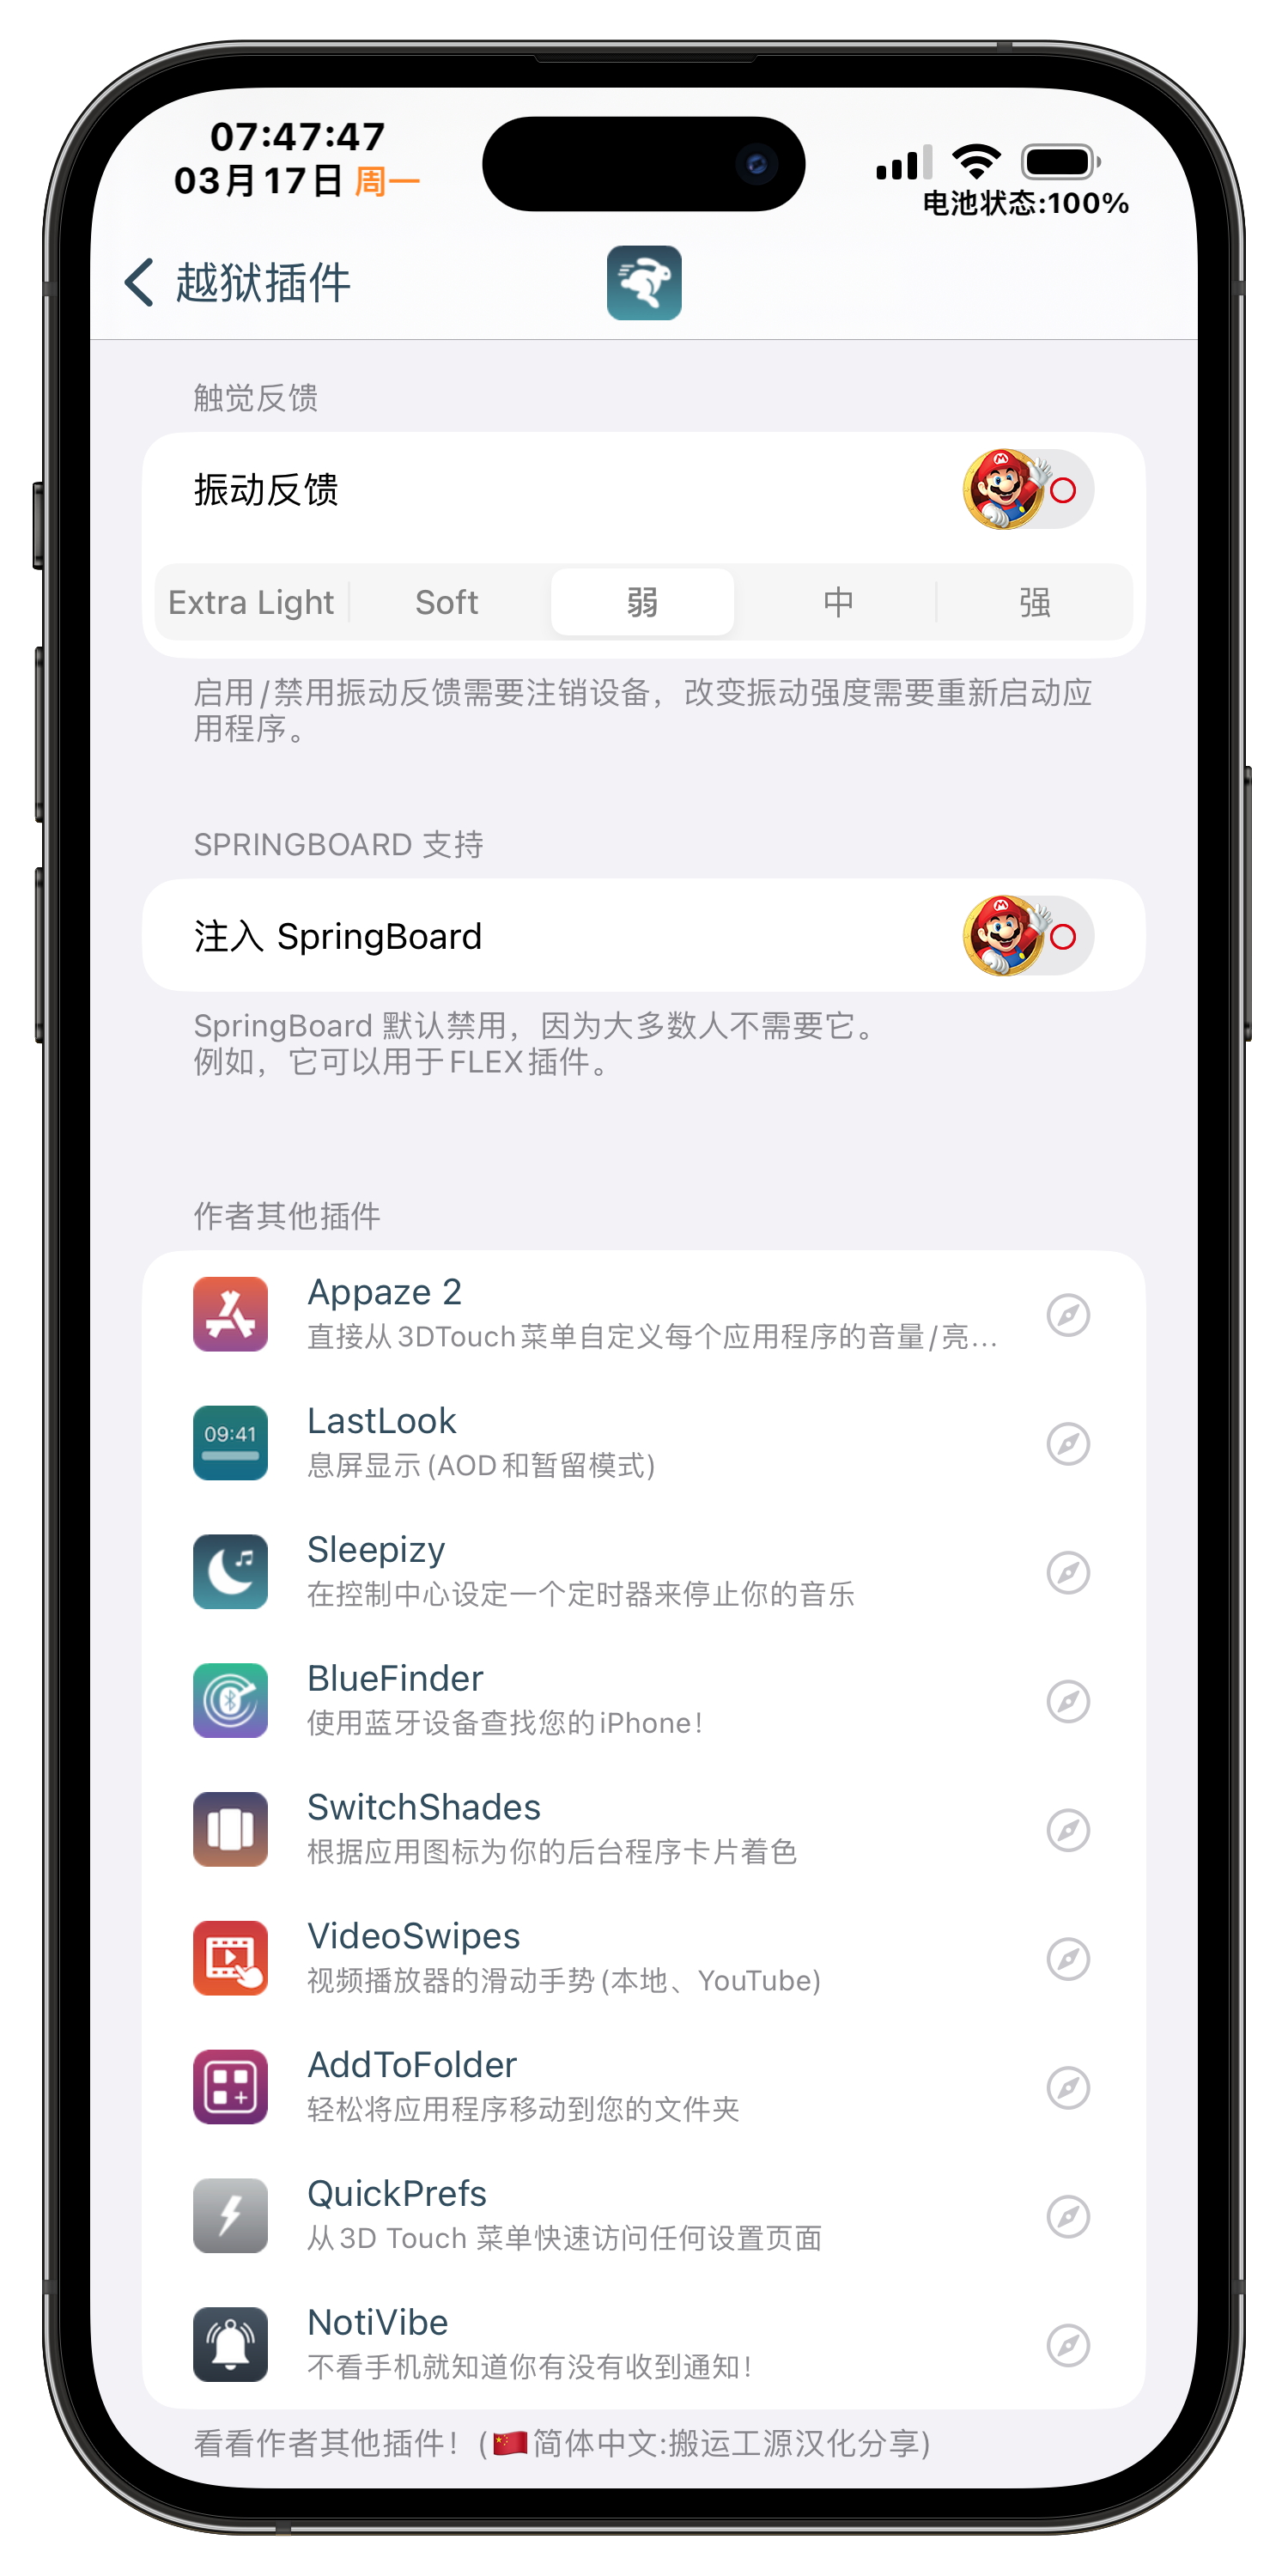 07:47:47
03月17日 周一
电池状态:100%
越狱插件
触觉反馈
振动反馈
Extra Light
Soft
弱
中
强
启用/禁用振动反馈需要注销设备，改变振动强度需要重新启动应
用程序。
SPRINGBOARD 支持
注入 SpringBoard
SpringBoard 默认禁用，因为大多数人不需要它。
例如，它可以用于FLEX插件。
作者其他插件
Appaze 2
直接从3DTouch菜单自定义每个应用程序的音量/亮...
09:41
LastLook
息屏显示(AOD和暂留模式)
Sleepizy
在控制中心设定一个定时器来停止你的音乐
BlueFinder
使用蓝牙设备查找您的iPhone！
SwitchShades
根据应用图标为你的后台程序卡片着色
VideoSwipes
视频播放器的滑动手势(本地、YouTube)
AddToFolder
轻松将应用程序移动到您的文件夹
QuickPrefs
从3D Touch 菜单快速访问任何设置页面
NotiVibe
不看手机就知道你有没有收到通知！
看看作者其他插件！(🇨🇳简体中文:搬运工源汉化分享)